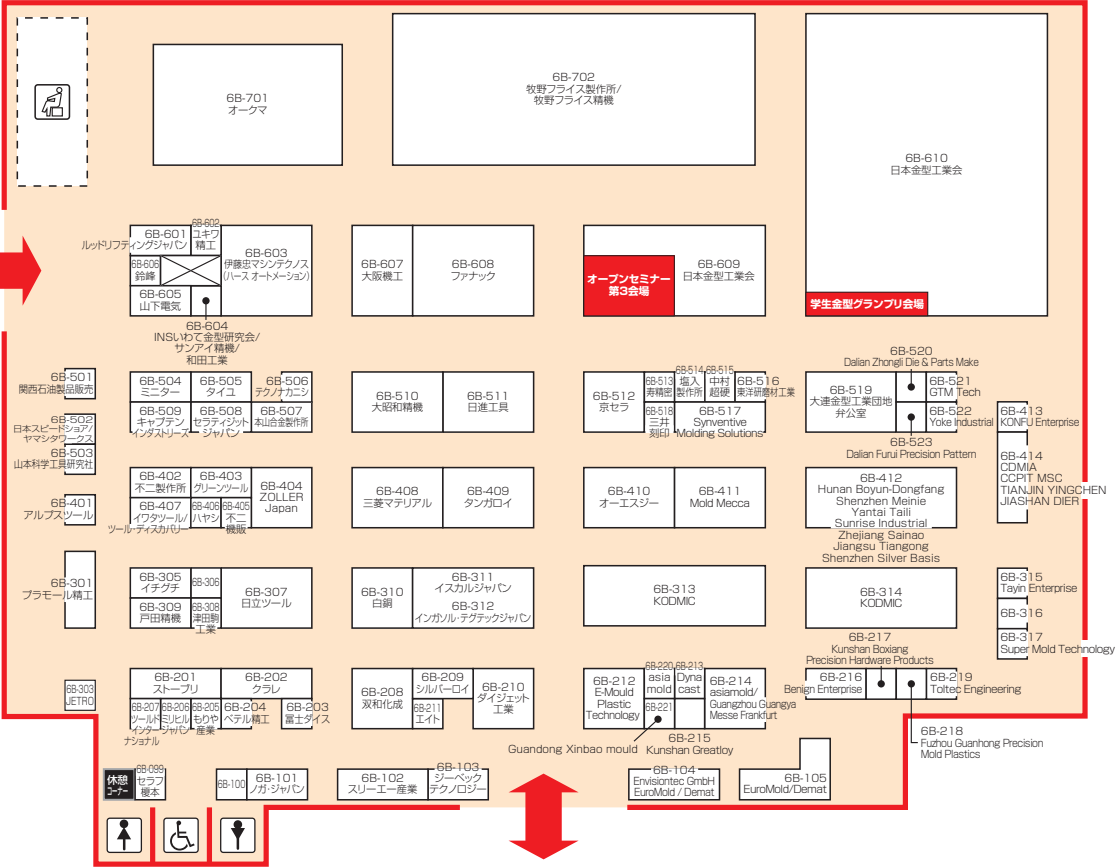 6B-701
オークマ
6B-702
牧野フライス製作所/
牧野フライス精機
6B-610
日本金型工業会
学生金型グランプリ会場
6B-601
ルッドリフティングジャパン
6B-602
ユキワ
精工
6B-603
伊藤忠マシンテクノス
(ハース オートメーション)
6B-606
鈴峰
6B-605
山下電気
6B-604
INSいわて金型研究会/
サンアイ精機/
和田工業
6B-607
大阪機工
6B-608
ファナック
オープンセミナー
第3会場
6B-609
日本金型工業会
6B-501
関西石油製品販売
6B-502
日本スピードショア/
ヤマシタワークス
6B-503
山本科学工具研究社
6B-504
ミニター
6B-505
タイユ
6B-506
テクノナカニシ
6B-509
キャプテン
インダストリーズ
6B-508
セラティジット
ジャパン
6B-507
本山合金製作所
6B-510
大昭和精機
6B-511
日進工具
6B-512
京セラ
6B-513
寿精密
6B-514
塩入
製作所
6B-515
中村
超硬
6B-516
東洋研磨材工業
6B-518
三井
刻印
6B-517
Synventive
Molding Solutions
6B-519
大連金型工業団地
弁公室
6B-520
Dalian Zhongli Die & Parts Make
6B-521
GTM Tech
6B-522
Yoke Industrial
6B-523
Dalian Furui Precision Pattern
6B-413
KONFU Enterprise
6B-414
CDMIA
CCPIT MSC
TIANJIN YINGCHEN
JIASHAN DIER
6B-401
アルプスツール
6B-402
不二製作所
6B-403
グリーンツール
6B-404
ZOLLER
Japan
6B-407
イワタツール/
ツール・ディスカバリー
6B-406
ハヤシ
6B-405
不二
機販
6B-408
三菱マテリアル
6B-409
タンガロイ
6B-410
オーエスジー
6B-411
Mold Mecca
6B-412
Hunan Boyun-Dongfang
Shenzhen Meinie
Yantai Taili
Sunrise Industrial
Zhejiang Sainao
Jiangsu Tiangong
Shenzhen Silver Basis
6B-301
プラモール精工
6B-305
イチグチ
6B-306
6B-307
日立ツール
6B-309
戸田精機
6B-308
津田駒
工業
6B-310
白銅
6B-311
イスカルジャパン
6B-312
インガソル・テグテックジャパン
6B-313
KODMIC
6B-314
KODMIC
6B-315
Tayin Enterprise
6B-316
6B-317
Super Mold Technology
6B-303
JETRO
6B-201
ストーブリ
6B-202
クラレ
6B-207
ツールド
インター
ナショナル
6B-206
ミリヒル
ジャパン
6B-205
もりや
産業
6B-204
ベテル精工
6B-203
冨士ダイス
6B-208
双和化成
6B-209
シルバーロイ
6B-211
エイト
6B-210
ダイジェット
工業
6B-212
E-Mould
Plastic
Technology
6B-220
asia
mold
6B-213
Dyna
cast
6B-221
6B-214
asiamold/
Guangzhou Guangya
Messe Frankfurt
Guandong Xinbao mould
6B-215
Kunshan Greatloy
6B-216
Benign Enterprise
6B-217
Kunshan Boxiang
Precision Hardware Products
6B-219
Toltec Engineering
6B-218
Fuzhou Guanhong Precision
Mold Plastics
休憩
コーナー
6B-099
セラフ
榎本
6B-100
6B-101
ノガ・ジャパン
6B-102
スリーエー産業
6B-103
ジーベック
テクノロジー
6B-104
Envisiontec GmbH
EuroMold / Demat
6B-105
EuroMold/Demat